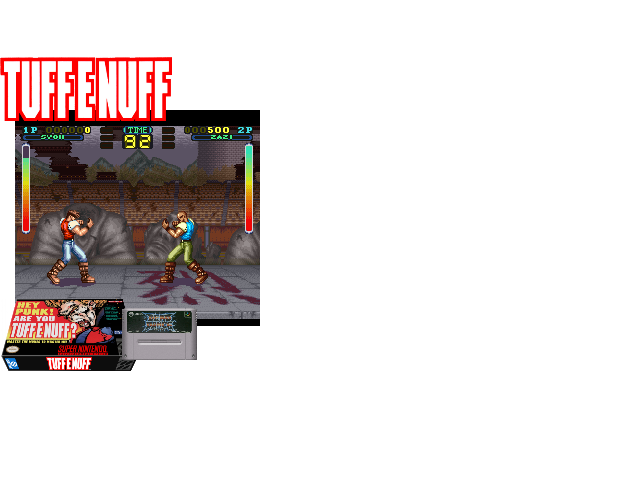 TUFF E NUFF
1P 0000000 (TIME) 000500 2P
SYOH 92 ZAZI
HEY
PUNK!
ARE YOU
TUFF E NUFF?
SUPER NINTENDO
TUFF E NUFF